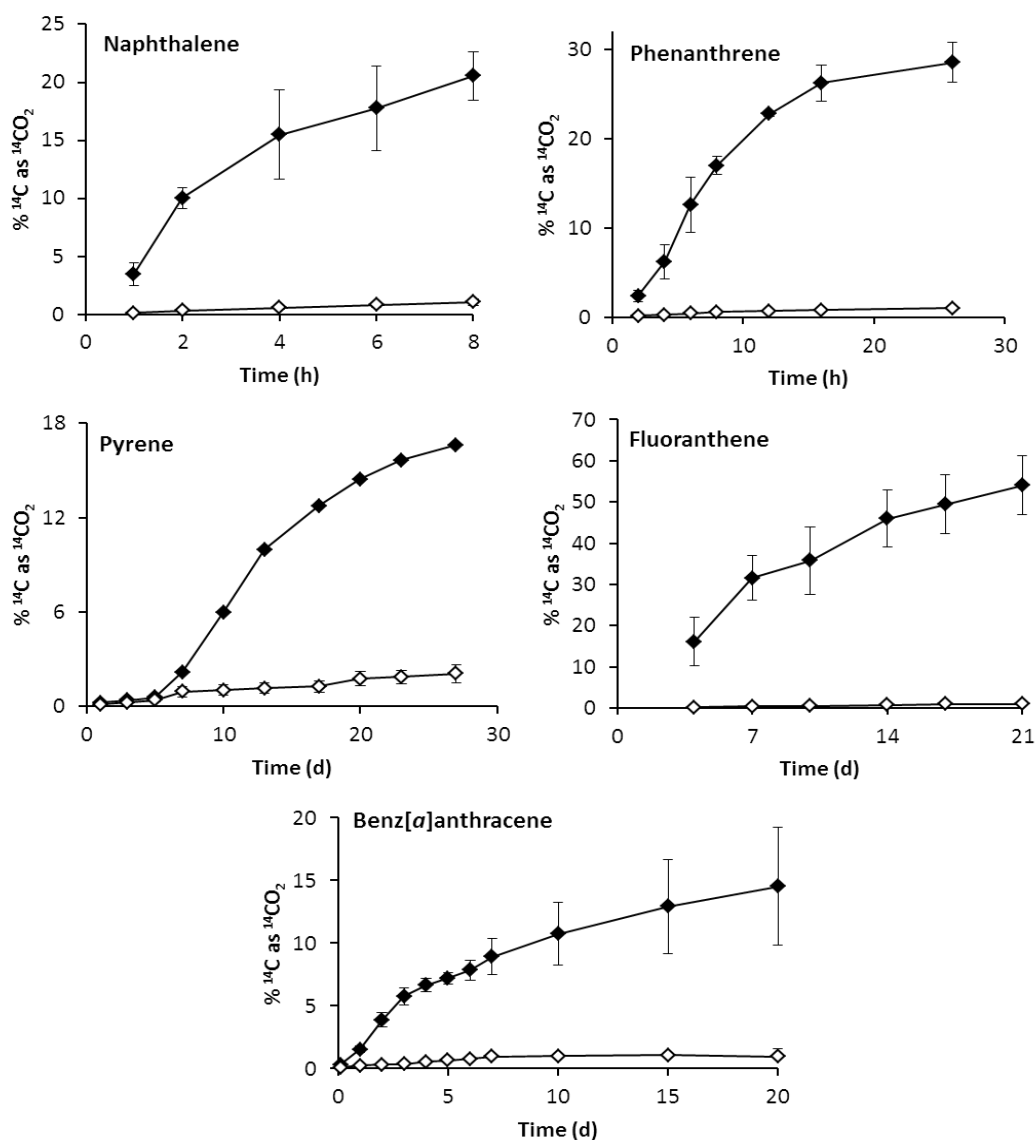 Naphthalene
% ¹⁴C as ¹⁴CO₂
25
20
15
10
5
0
0 2 4 6 8
Time (h)
Phenanthrene
% ¹⁴C as ¹⁴CO₂
30
20
10
0
0 10 20 30
Time (h)
Pyrene
% ¹⁴C as ¹⁴CO₂
18
12
6
0
0 10 20 30
Time (d)
Fluoranthene
% ¹⁴C as ¹⁴CO₂
70
60
50
40
30
20
10
0
0 7 14 21
Time (d)
Benz[a]anthracene
% ¹⁴C as ¹⁴CO₂
20
15
10
5
0
0 5 10 15 20
Time (d)